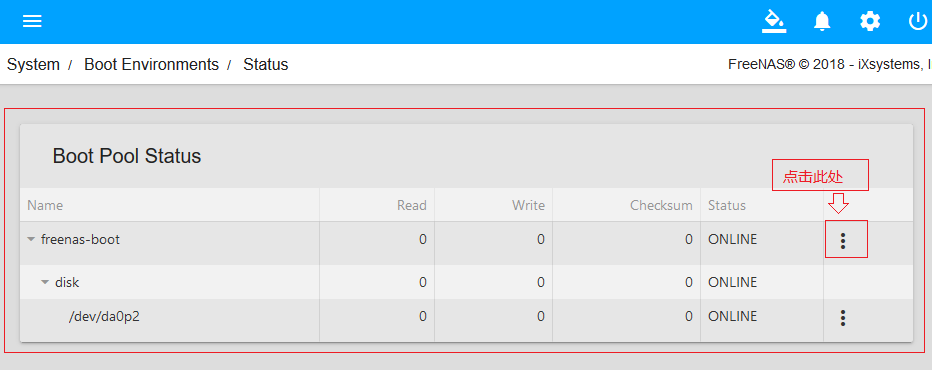 System / Boot Environments / Status FreeNAS® © 2018 - iXsystems, I
Boot Pool Status
点击此处
Name Read Write Checksum Status
freenas-boot 0 0 0 ONLINE
disk 0 0 0 ONLINE
/dev/da0p2 0 0 0 ONLINE